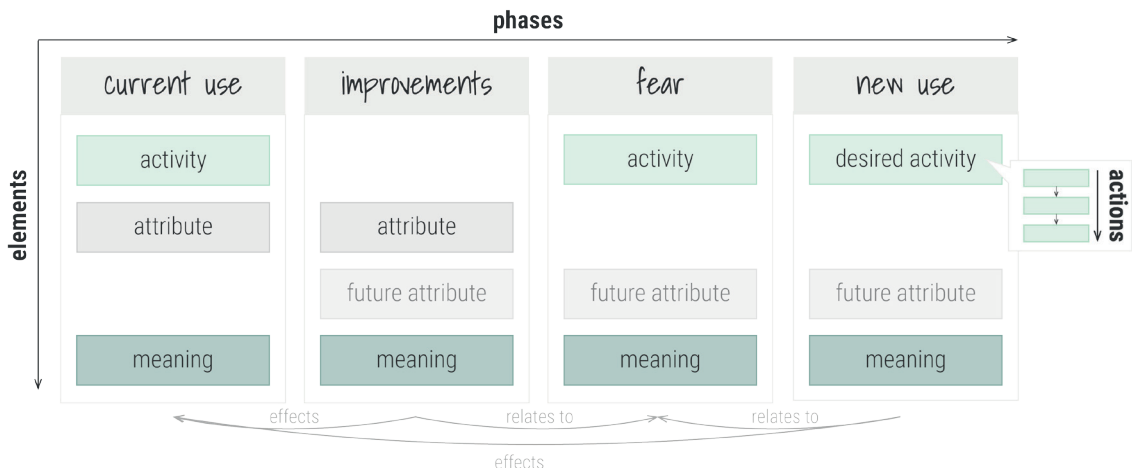 phases
current use
improvements
fear
new use
elements
activity
activity
desired activity
actions
attribute
attribute
future attribute
future attribute
future attribute
meaning
meaning
meaning
meaning
effects
relates to
relates to
effects